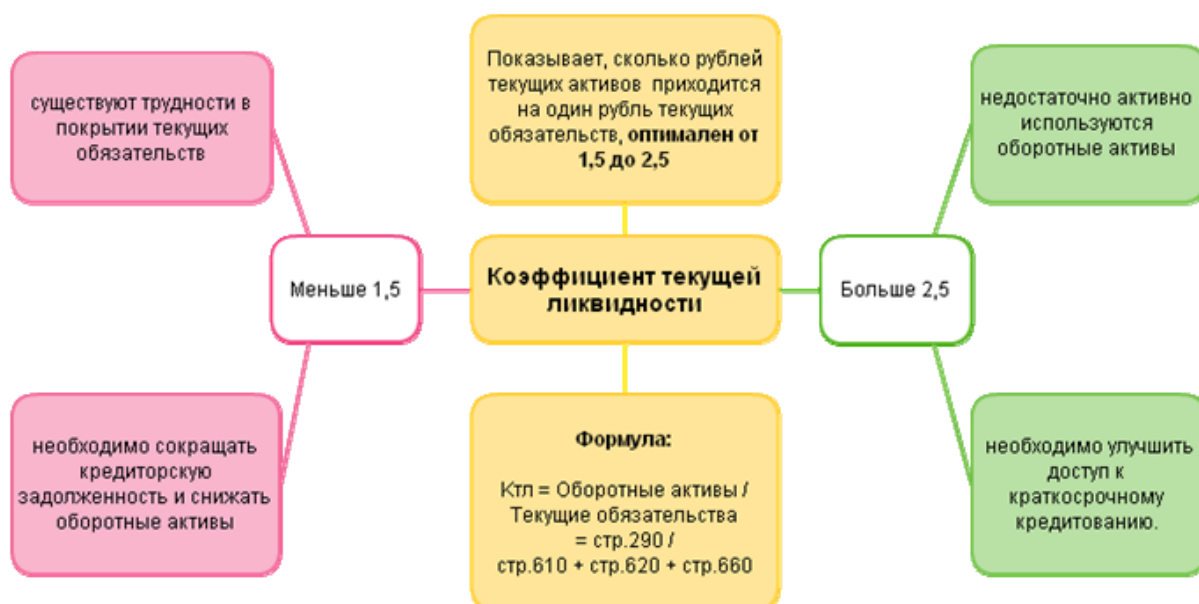 существуют трудности в
покрытии текущих
обязательств
Показывает, сколько рублей
текущих активов приходится
на один рубль текущих
обязательств, оптимален от
1,5 до 2,5
недостаточно активно
используются
оборотные активы
Меньше 1,5
Коэффициент текущей
ликвидности
Больше 2,5
необходимо сокращать
кредиторскую
задолженность и снижать
оборотные активы
Формула:
Ктл = Оборотные активы /
Текущие обязательства
= стр.290 /
стр.610 + стр.620 + стр.660
необходимо улучшить
доступ к
краткосрочному
кредитованию.